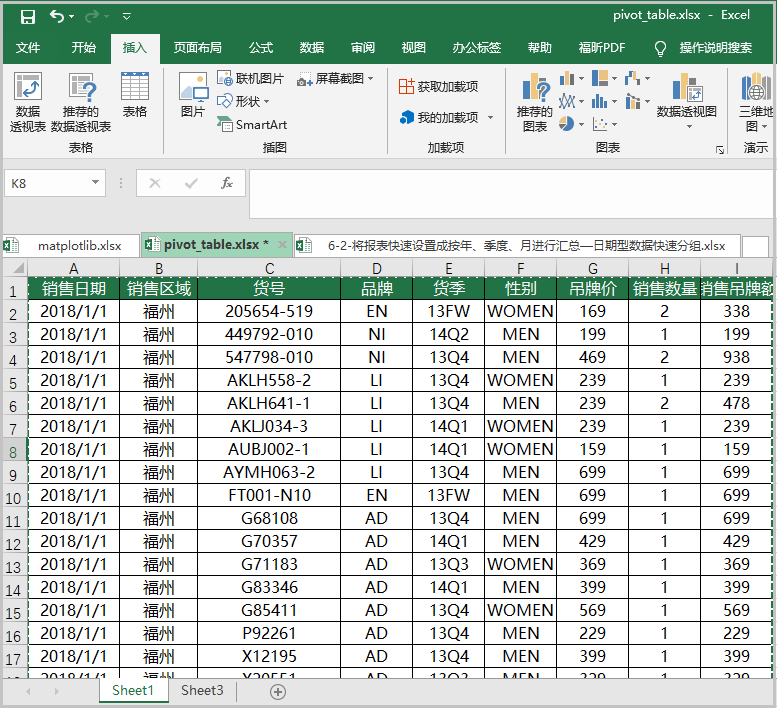 pivot_table.xlsx - Excel
文件 开始 插入 页面布局 公式 数据 审阅 视图 办公标签 帮助 福昕PDF 操作说明搜索
数据透视表 推荐的数据透视表 表格 图片 联机图片 形状 SmartArt 屏幕截图 获取加载项 我的加载项 推荐的图表 数据透视图 三维地图
表格 插图 加载项 图表 演示
K8 fx
matplotlib.xlsx pivot_table.xlsx * 6-2-将报表快速设置成按年、季度、月进行汇总—日期型数据快速分组.xlsx
A B C D E F G H I
1 销售日期 销售区域 货号 品牌 货季 性别 吊牌价 销售数量 销售吊牌额
2 2018/1/1 福州 205654-519 EN 13FW WOMEN 169 2 338
3 2018/1/1 福州 449792-010 NI 14Q2 MEN 199 1 199
4 2018/1/1 福州 547798-010 NI 13Q4 MEN 469 2 938
5 2018/1/1 福州 AKLH558-2 LI 13Q4 WOMEN 239 1 239
6 2018/1/1 福州 AKLH641-1 LI 13Q4 MEN 239 2 478
7 2018/1/1 福州 AKLJ034-3 LI 14Q1 WOMEN 239 1 239
8 2018/1/1 福州 AUBJ002-1 LI 14Q1 WOMEN 159 1 159
9 2018/1/1 福州 AYMH063-2 LI 13Q4 MEN 699 1 699
10 2018/1/1 福州 FT001-N10 EN 13FW MEN 699 1 699
11 2018/1/1 福州 G68108 AD 13Q4 MEN 699 1 699
12 2018/1/1 福州 G70357 AD 14Q1 MEN 429 1 429
13 2018/1/1 福州 G71183 AD 13Q3 WOMEN 369 1 369
14 2018/1/1 福州 G83346 AD 14Q1 MEN 399 1 399
15 2018/1/1 福州 G85411 AD 13Q4 WOMEN 569 1 569
16 2018/1/1 福州 P92261 AD 13Q4 MEN 229 1 229
17 2018/1/1 福州 X12195 AD 13Q4 MEN 399 1 399
Sheet1 Sheet3